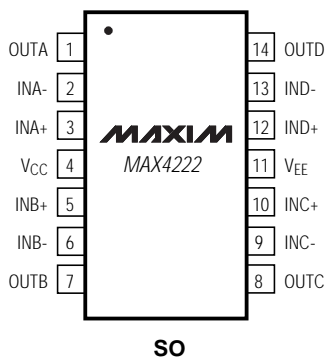 OUTA 1 14 OUTD
INA- 2 13 IND-
INA+ 3 12 IND+
MAXIM
VCC 4 MAX4222 11 VEE
INB+ 5 10 INC+
INB- 6 9 INC-
OUTB 7 8 OUTC
SO